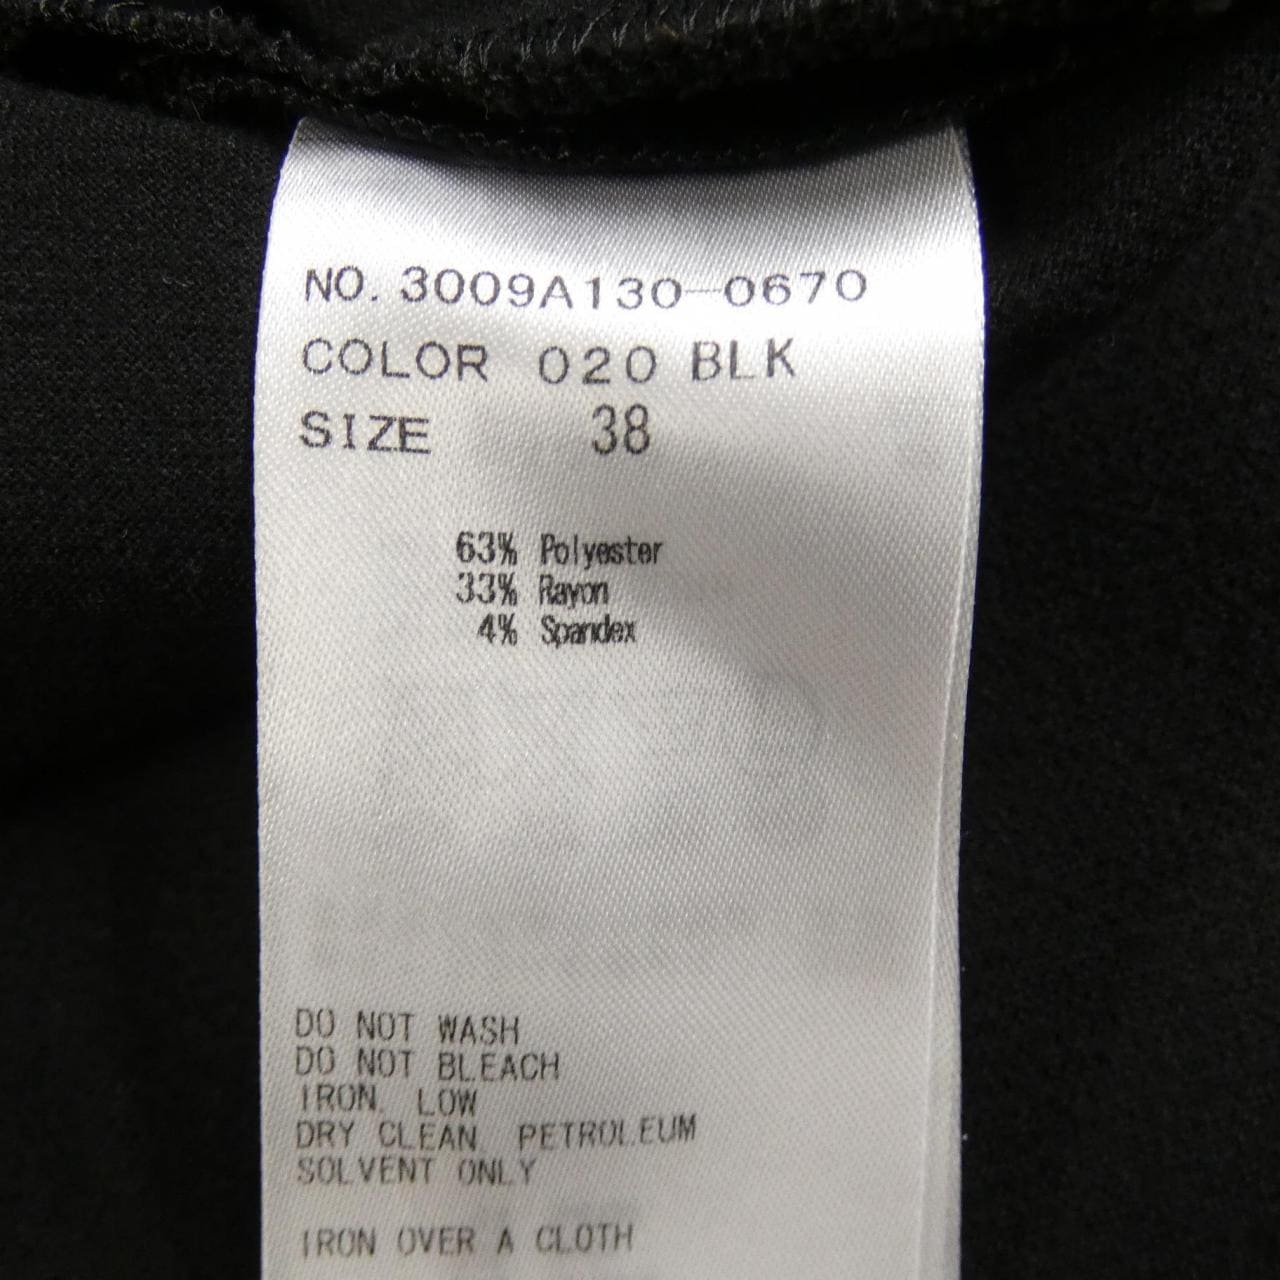 NO. 3009A130-0670
COLOR 020 BLK
SIZE 38
63% Polyester
33% Rayon
4% Spandex
DO NOT WASH
DO NOT BLEACH
IRON, LOW
DRY CLEAN, PETROLEUM
SOLVENT ONLY
IRON OVER A CLOTH